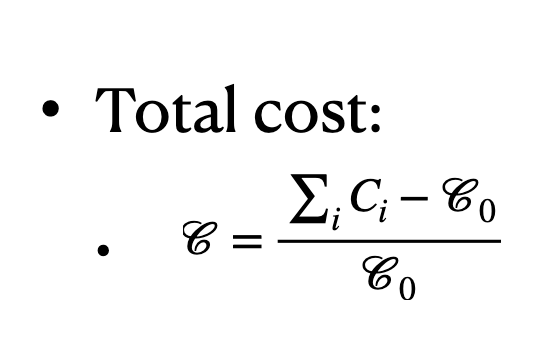 • Total cost:
• 𝒞 = (∑ᵢ Cᵢ − 𝒞₀) / 𝒞₀